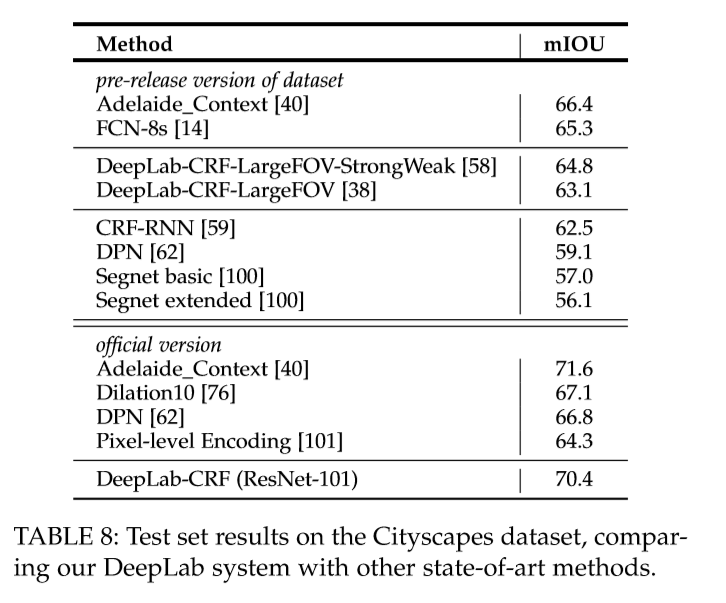 Method mIOU
pre-release version of dataset
Adelaide_Context [40] 66.4
FCN-8s [14] 65.3
DeepLab-CRF-LargeFOV-StrongWeak [58] 64.8
DeepLab-CRF-LargeFOV [38] 63.1
CRF-RNN [59] 62.5
DPN [62] 59.1
Segnet basic [100] 57.0
Segnet extended [100] 56.1
official version
Adelaide_Context [40] 71.6
Dilation10 [76] 67.1
DPN [62] 66.8
Pixel-level Encoding [101] 64.3
DeepLab-CRF (ResNet-101) 70.4
TABLE 8: Test set results on the Cityscapes dataset, compar-
ing our DeepLab system with other state-of-art methods.